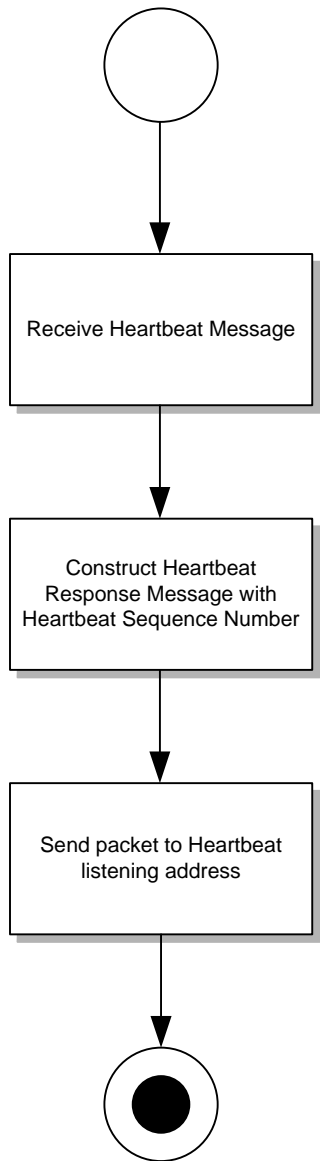 Receive Heartbeat Message
Construct Heartbeat
Response Message with
Heartbeat Sequence Number
Send packet to Heartbeat
listening address